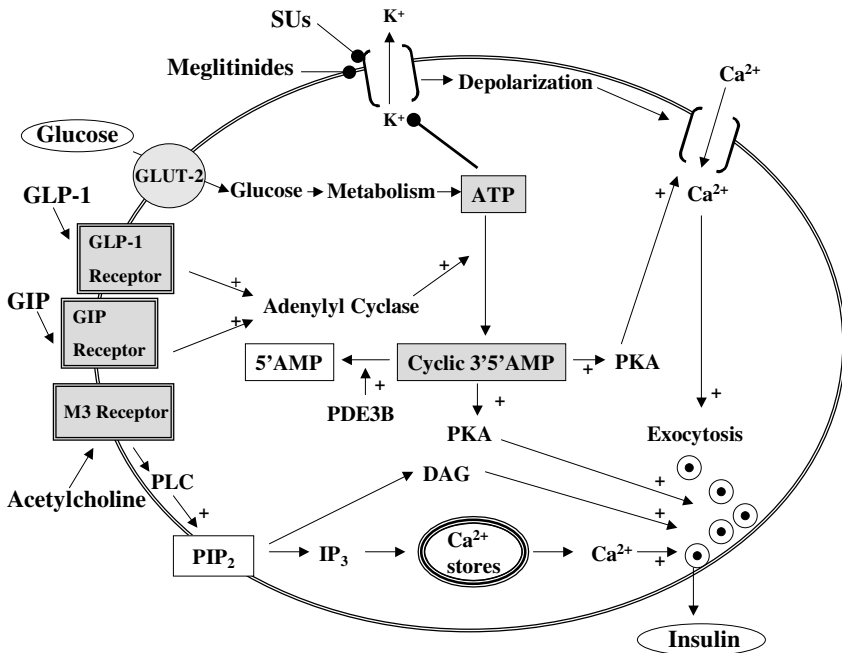 SUs
K⁺
Meglitinides
Depolarization
Ca²⁺
K⁺
Glucose
GLUT-2
Glucose
Metabolism
ATP
+
Ca²⁺
GLP-1
GLP-1
Receptor
+
+
Adenylyl Cyclase
GIP
GIP
Receptor
+
5'AMP
Cyclic 3'5'AMP
+
PKA
+
PDE3B
+
+
M3 Receptor
PKA
Exocytosis
Acetylcholine
PLC
+
DAG
+
+
PIP₂
IP₃
Ca²⁺
stores
Ca²⁺
+
Insulin